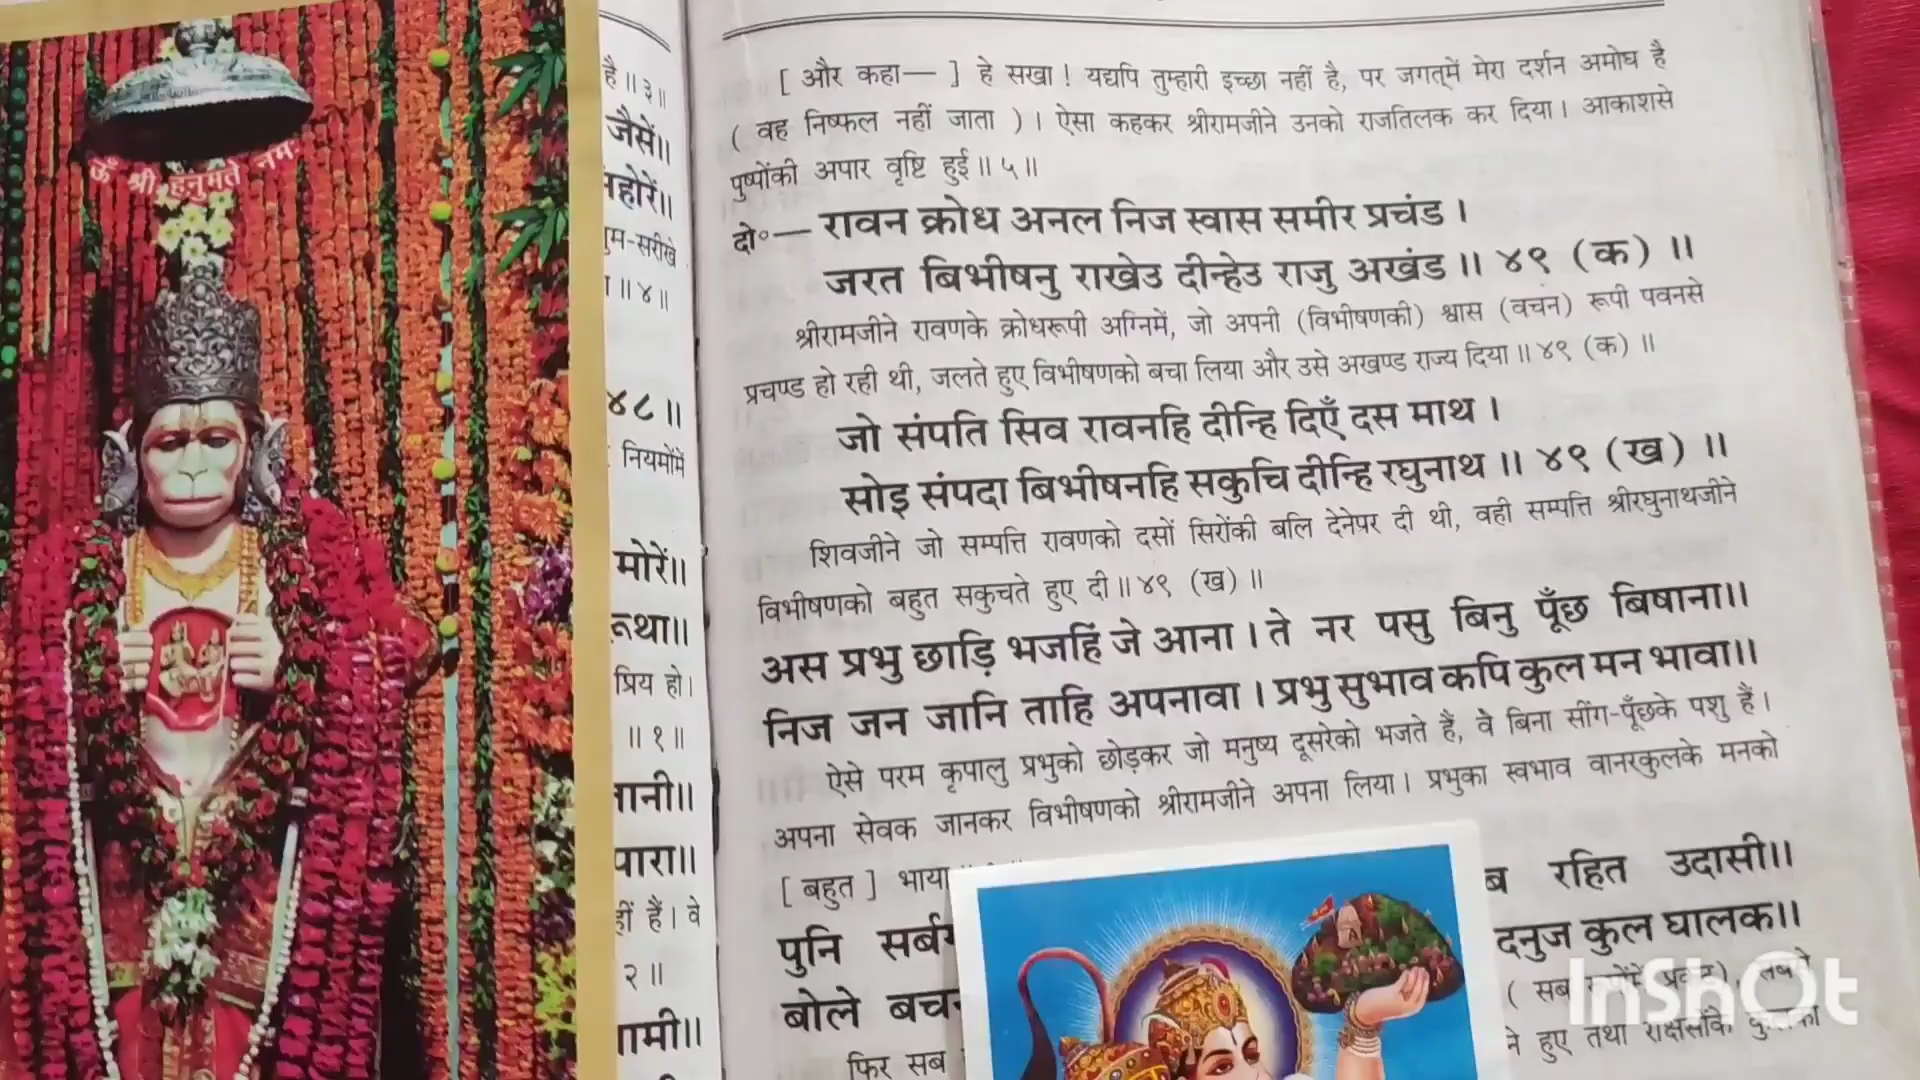 ॐ श्री हनुमते नमः
है॥३॥
जैसें॥
होरें॥
सरीखे
॥४॥
४८॥
नियमोंमें
मोरें॥
रूथा॥
प्रिय हो।
॥१॥
ानी॥
पारा॥
हीं हैं। वे
२॥
ामी॥
[ और कहा— ] हे सखा! यद्यपि तुम्हारी इच्छा नहीं है, पर जगत्‌में मेरा दर्शन अमोघ है
( वह निष्फल नहीं जाता )। ऐसा कहकर श्रीरामजीने उनको राजतिलक कर दिया। आकाशसे
पुष्पोंकी अपार वृष्टि हुई॥५॥
दो०— रावन क्रोध अनल निज स्वास समीर प्रचंड।
जरत बिभीषनु राखेउ दीन्हेउ राजु अखंड॥ ४९ (क)॥
श्रीरामजीने रावणके क्रोधरूपी अग्निमें, जो अपनी (विभीषणकी) श्वास (वचन) रूपी पवनसे
प्रचण्ड हो रही थी, जलते हुए विभीषणको बचा लिया और उसे अखण्ड राज्य दिया॥४९ (क)॥
जो संपति सिव रावनहि दीन्हि दिएँ दस माथ।
सोइ संपदा बिभीषनहि सकुचि दीन्हि रघुनाथ॥ ४९ (ख)॥
शिवजीने जो सम्पत्ति रावणको दसों सिरोंकी बलि देनेपर दी थी, वही सम्पत्ति श्रीरघुनाथजीने
विभीषणको बहुत सकुचते हुए दी॥४९ (ख)॥
अस प्रभु छाड़ि भजहिं जे आना। ते नर पसु बिनु पूँछ बिषाना॥
निज जन जानि ताहि अपनावा। प्रभु सुभाव कपि कुल मन भावा॥
ऐसे परम कृपालु प्रभुको छोड़कर जो मनुष्य दूसरेको भजते हैं, वे बिना सींग-पूँछके पशु हैं।
अपना सेवक जानकर विभीषणको श्रीरामजीने अपना लिया। प्रभुका स्वभाव वानरकुलके मनको
[ बहुत ] भाया
ब रहित उदासी॥
पुनि सर्ब दनुज कुल घालक॥
बोले बच ( सब
फिर सब ने हुए तथा राक्षसोंके
InShOt